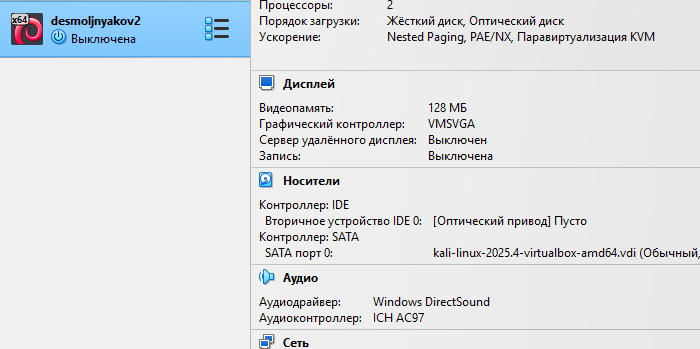 x64
desmoljnyakov2
Выключена
Процессоры: 2
Порядок загрузки: Жёсткий диск, Оптический диск
Ускорение: Nested Paging, PAE/NX, Паравиртуализация KVM
Дисплей
Видеопамять: 128 МБ
Графический контроллер: VMSVGA
Сервер удалённого дисплея: Выключен
Запись: Выключена
Носители
Контроллер: IDE
Вторичное устройство IDE 0: [Оптический привод] Пусто
Контроллер: SATA
SATA порт 0: kali-linux-2025.4-virtualbox-amd64.vdi (Обычный,
Аудио
Аудиодрайвер: Windows DirectSound
Аудиоконтроллер: ICH AC97
Сеть